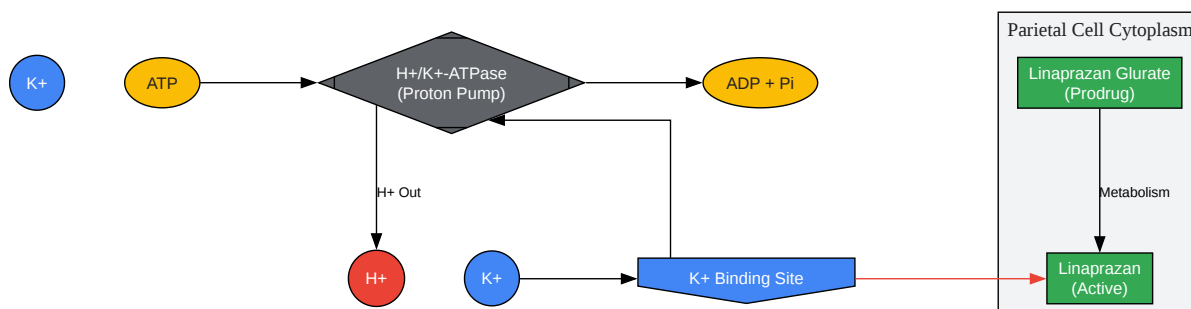 Parietal Cell Cytoplasm
K+
ATP
H+/K+-ATPase
(Proton Pump)
ADP + Pi
Linaprazan Glurate
(Prodrug)
H+ Out
Metabolism
H+
K+
K+ Binding Site
Linaprazan
(Active)